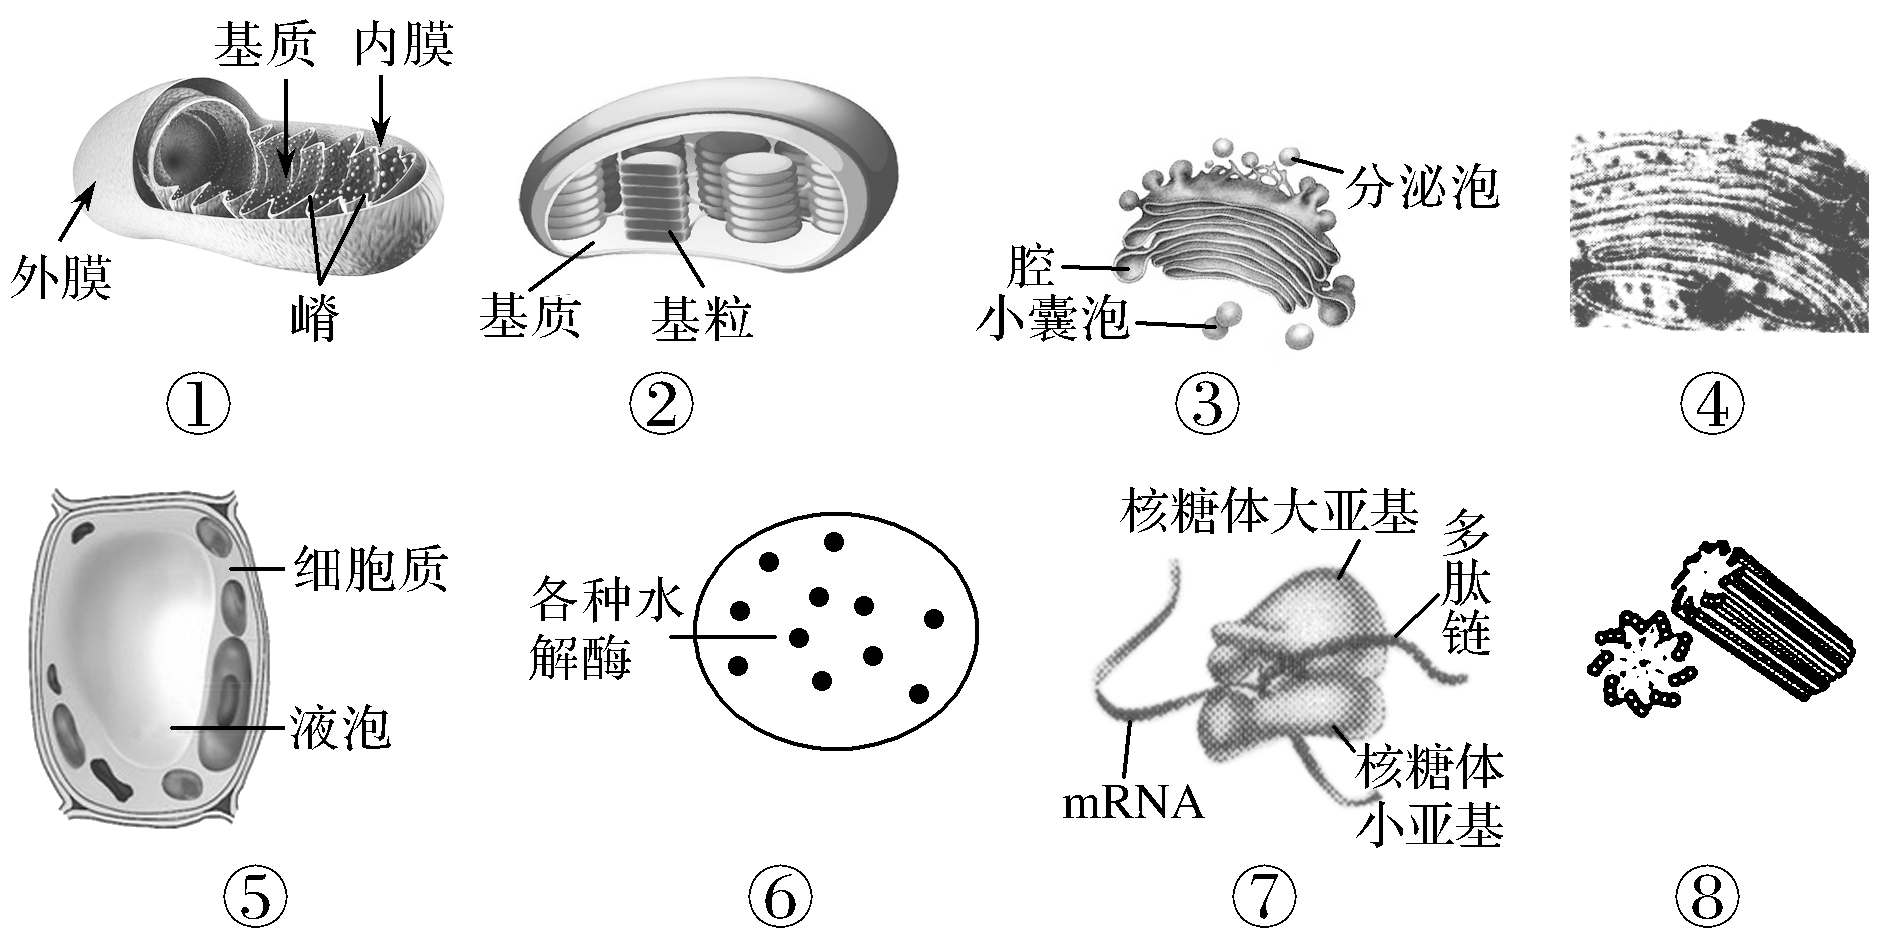 基质 内膜
外膜
嵴
①
基质 基粒
②
分泌泡
腔
小囊泡
③
④
细胞质
液泡
⑤
各种水
解酶
⑥
核糖体大亚基
多
肽
链
mRNA
核糖体
小亚基
⑦
⑧